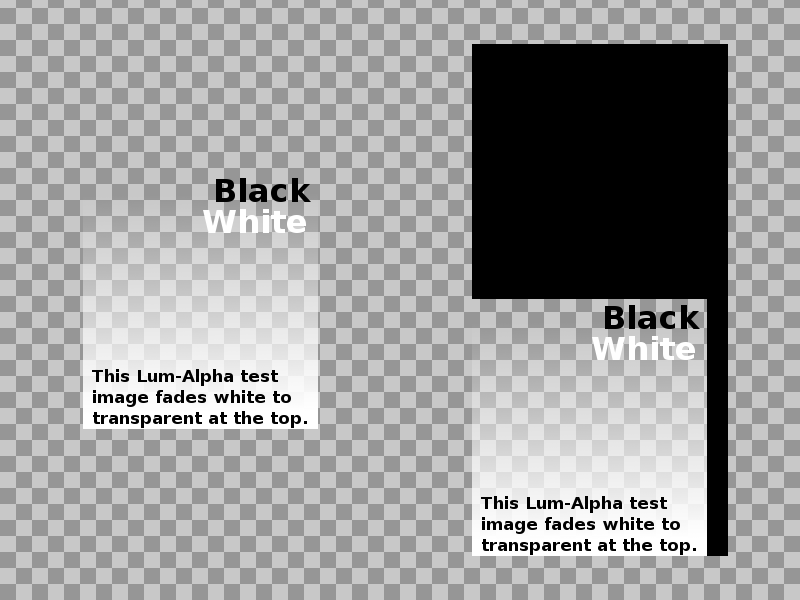 Black
White
This Lum-Alpha test
image fades white to
transparent at the top.
Black
White
This Lum-Alpha test
image fades white to
transparent at the top.